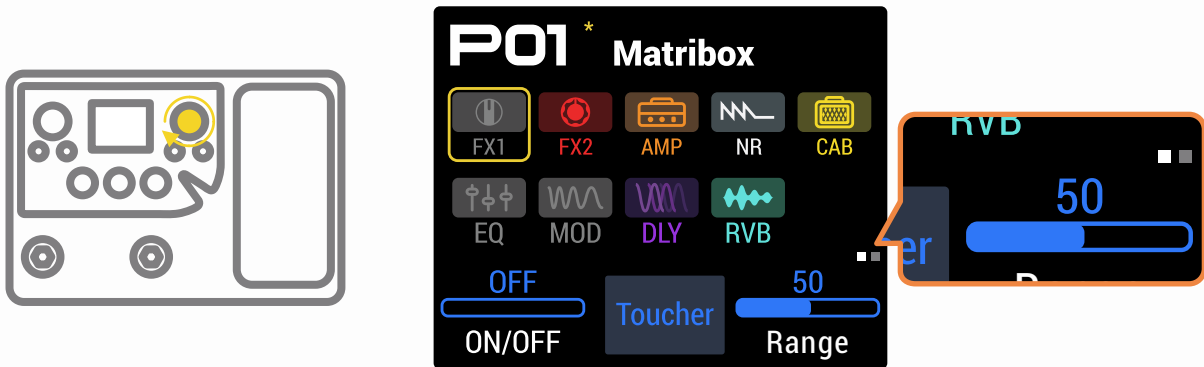 P01 * Matribox
FX1 FX2 AMP NR CAB
EQ MOD DLY RVB
OFF Toucher 50
ON/OFF Range
RVB
50
er